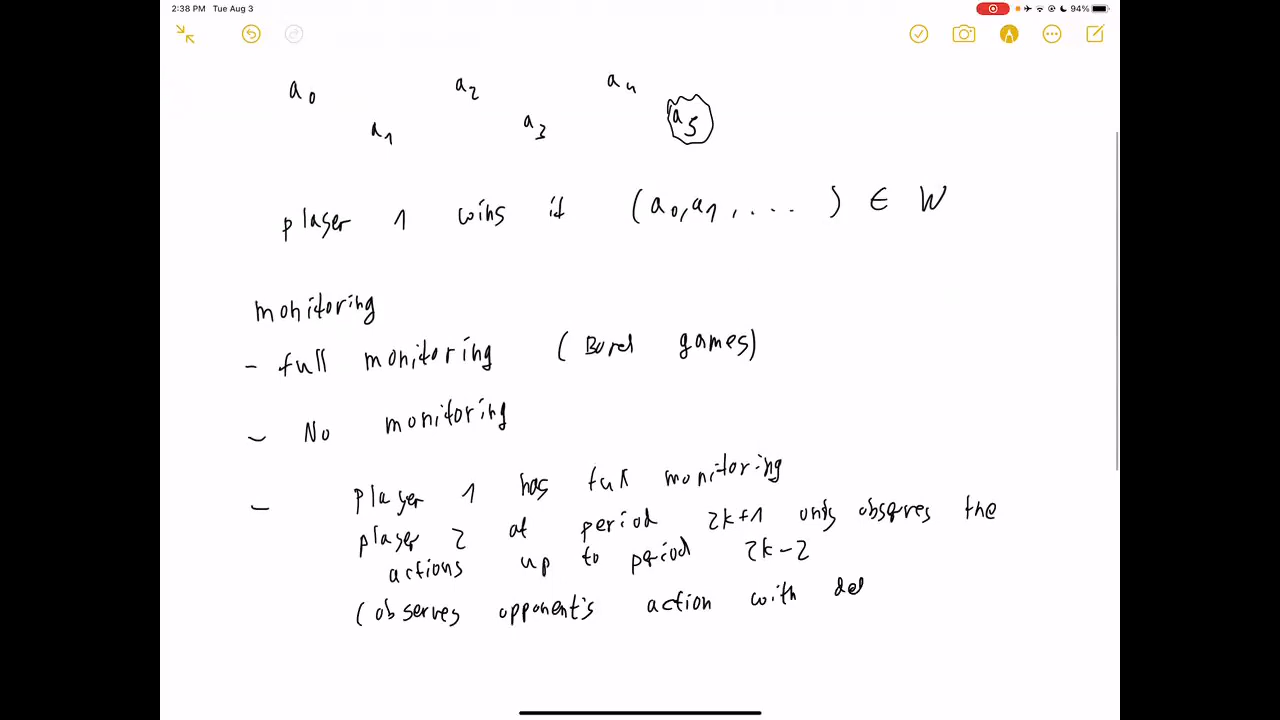 2:38 PM Tue Aug 3
94%
a₀ a₂ a₄
a₁ a₃ a₅
player 1 wins if (a₀, a₁, . . . . ) ∈ W
monitoring
- full monitoring (Borel games)
- No monitoring
- player 1 has full monitoring
player 2 at period 2k+1 only observes the
actions up to period 2k-2
(observes opponent's action with del